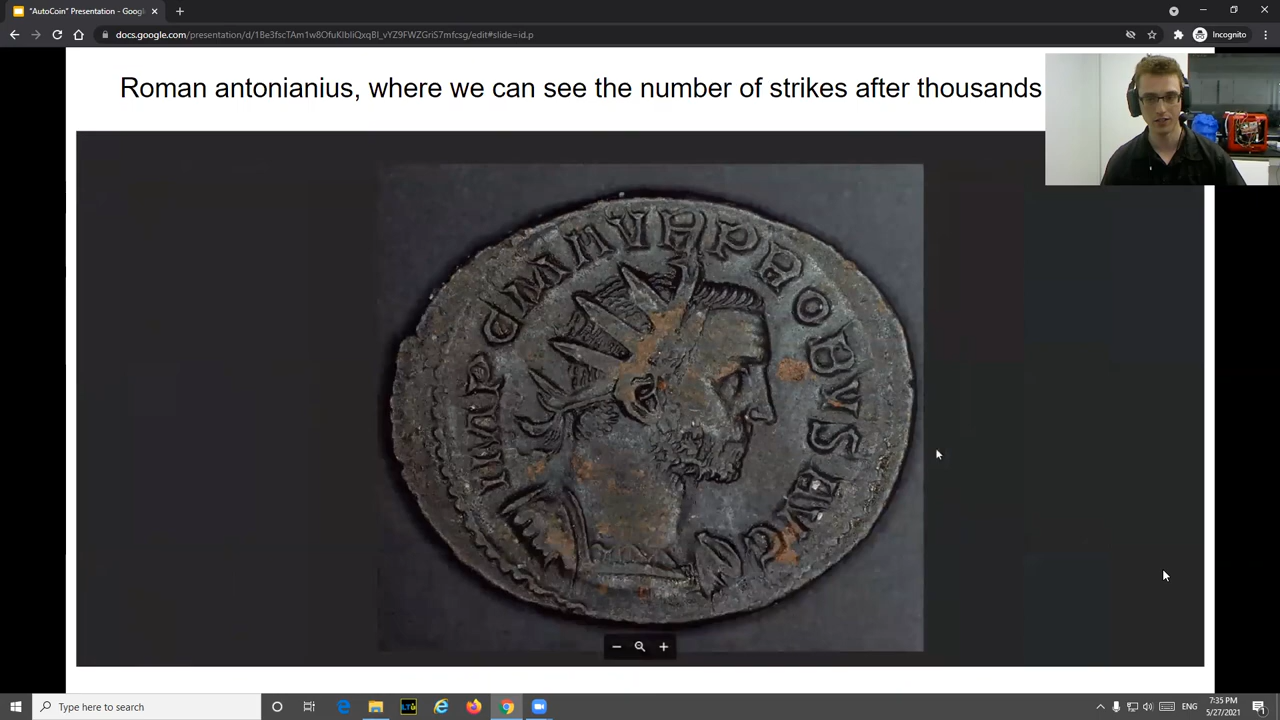 "AutoCoin" Presentation - Googl
docs.google.com/presentation/d/1Be3fscTAm1w8OfuKlbliQxqBl_vYZ9FWZGriS7mfcsg/edit#slide=id.p
Incognito
Roman antonianius, where we can see the number of strikes after thousands
IMP C M AVR PROBVS AVG
Type here to search
ENG
7:35 PM
5/27/2021